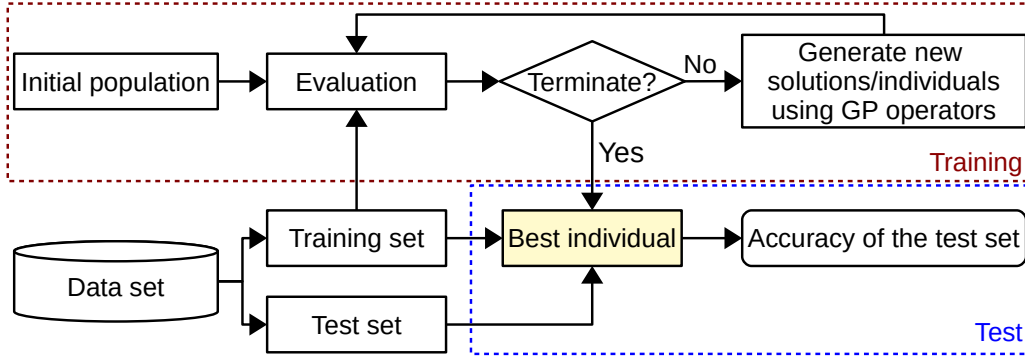 Initial population
Evaluation
Terminate?
No
Generate new
solutions/individuals
using GP operators
Yes
Training
Data set
Training set
Best individual
Accuracy of the test set
Test set
Test